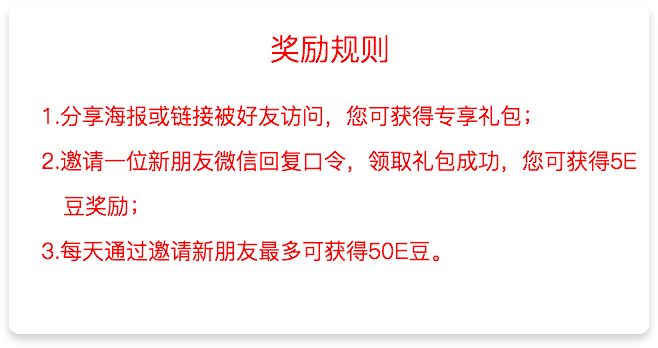 奖励规则
1.分享海报或链接被好友访问，您可获得专享礼包；
2.邀请一位新朋友微信回复口令，领取礼包成功，您可获得5E
豆奖励；
3.每天通过邀请新朋友最多可获得50E豆。